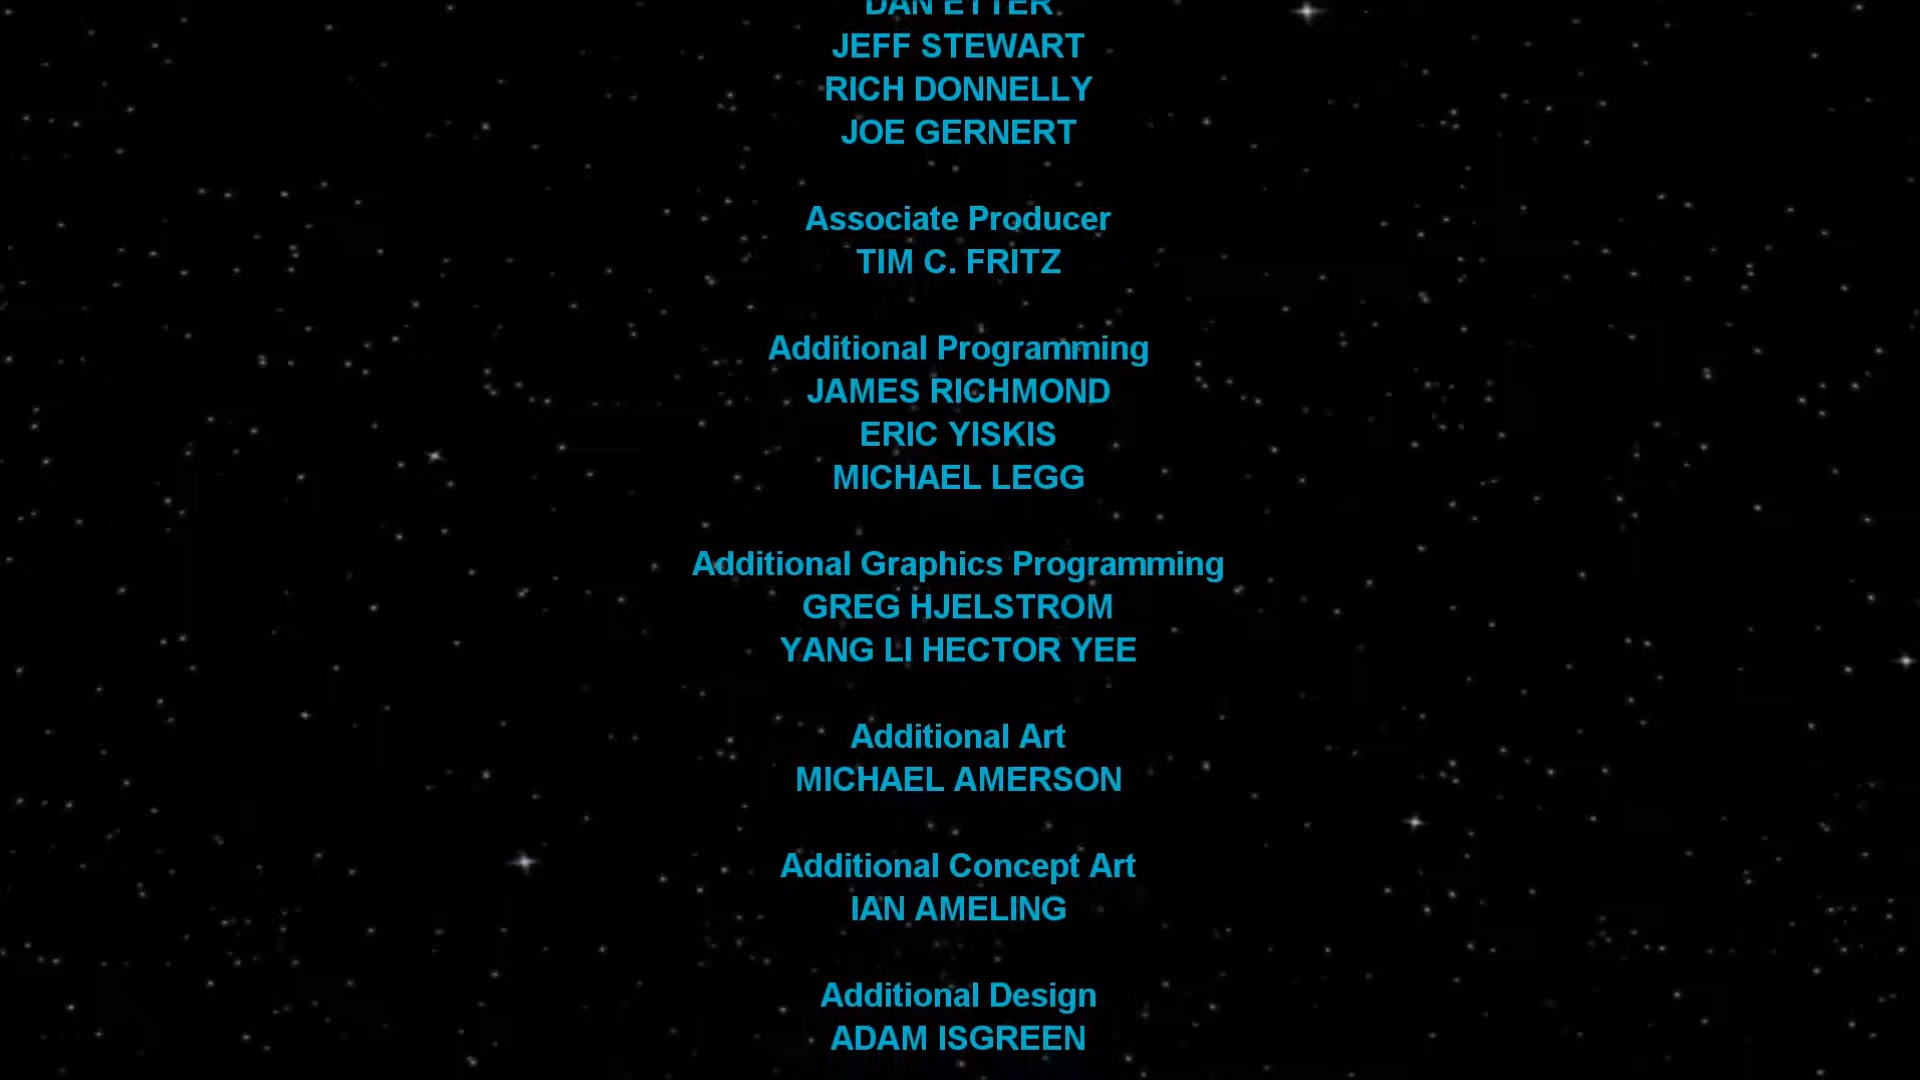 DAN ETTER
JEFF STEWART
RICH DONNELLY
JOE GERNERT
Associate Producer
TIM C. FRITZ
Additional Programming
JAMES RICHMOND
ERIC YISKIS
MICHAEL LEGG
Additional Graphics Programming
GREG HJELSTROM
YANG LI HECTOR YEE
Additional Art
MICHAEL AMERSON
Additional Concept Art
IAN AMELING
Additional Design
ADAM ISGREEN